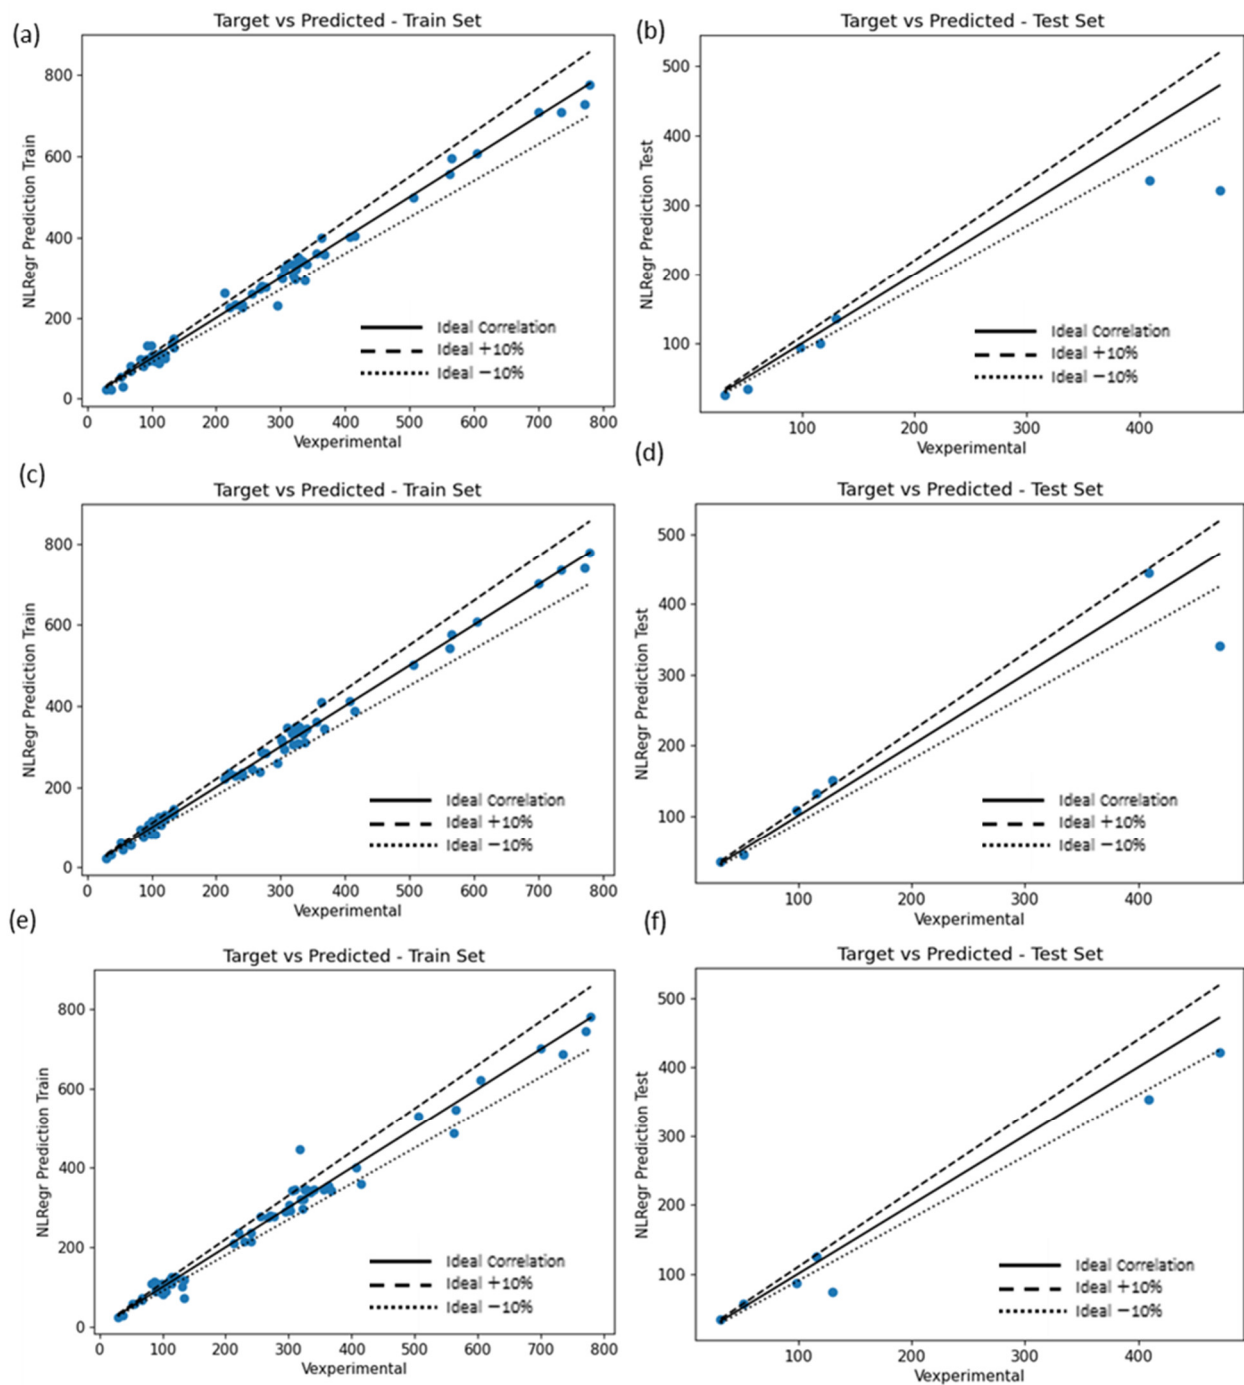 (a)
Target vs Predicted - Train Set
NLRegr Prediction Train
800
600
400
200
0
0 100 200 300 400 500 600 700 800
Vexperimental
Ideal Correlation
Ideal +10%
Ideal −10%
(b)
Target vs Predicted - Test Set
NLRegr Prediction Test
500
400
300
200
100
100 200 300 400
Vexperimental
Ideal Correlation
Ideal +10%
Ideal −10%
(c)
Target vs Predicted - Train Set
NLRegr Prediction Train
800
600
400
200
0
0 100 200 300 400 500 600 700 800
Vexperimental
Ideal Correlation
Ideal +10%
Ideal −10%
(d)
Target vs Predicted - Test Set
NLRegr Prediction Test
500
400
300
200
100
100 200 300 400
Vexperimental
Ideal Correlation
Ideal +10%
Ideal −10%
(e)
Target vs Predicted - Train Set
NLRegr Prediction Train
800
600
400
200
0
0 100 200 300 400 500 600 700 800
Vexperimental
Ideal Correlation
Ideal +10%
Ideal −10%
(f)
Target vs Predicted - Test Set
NLRegr Prediction Test
500
400
300
200
100
100 200 300 400
Vexperimental
Ideal Correlation
Ideal +10%
Ideal −10%